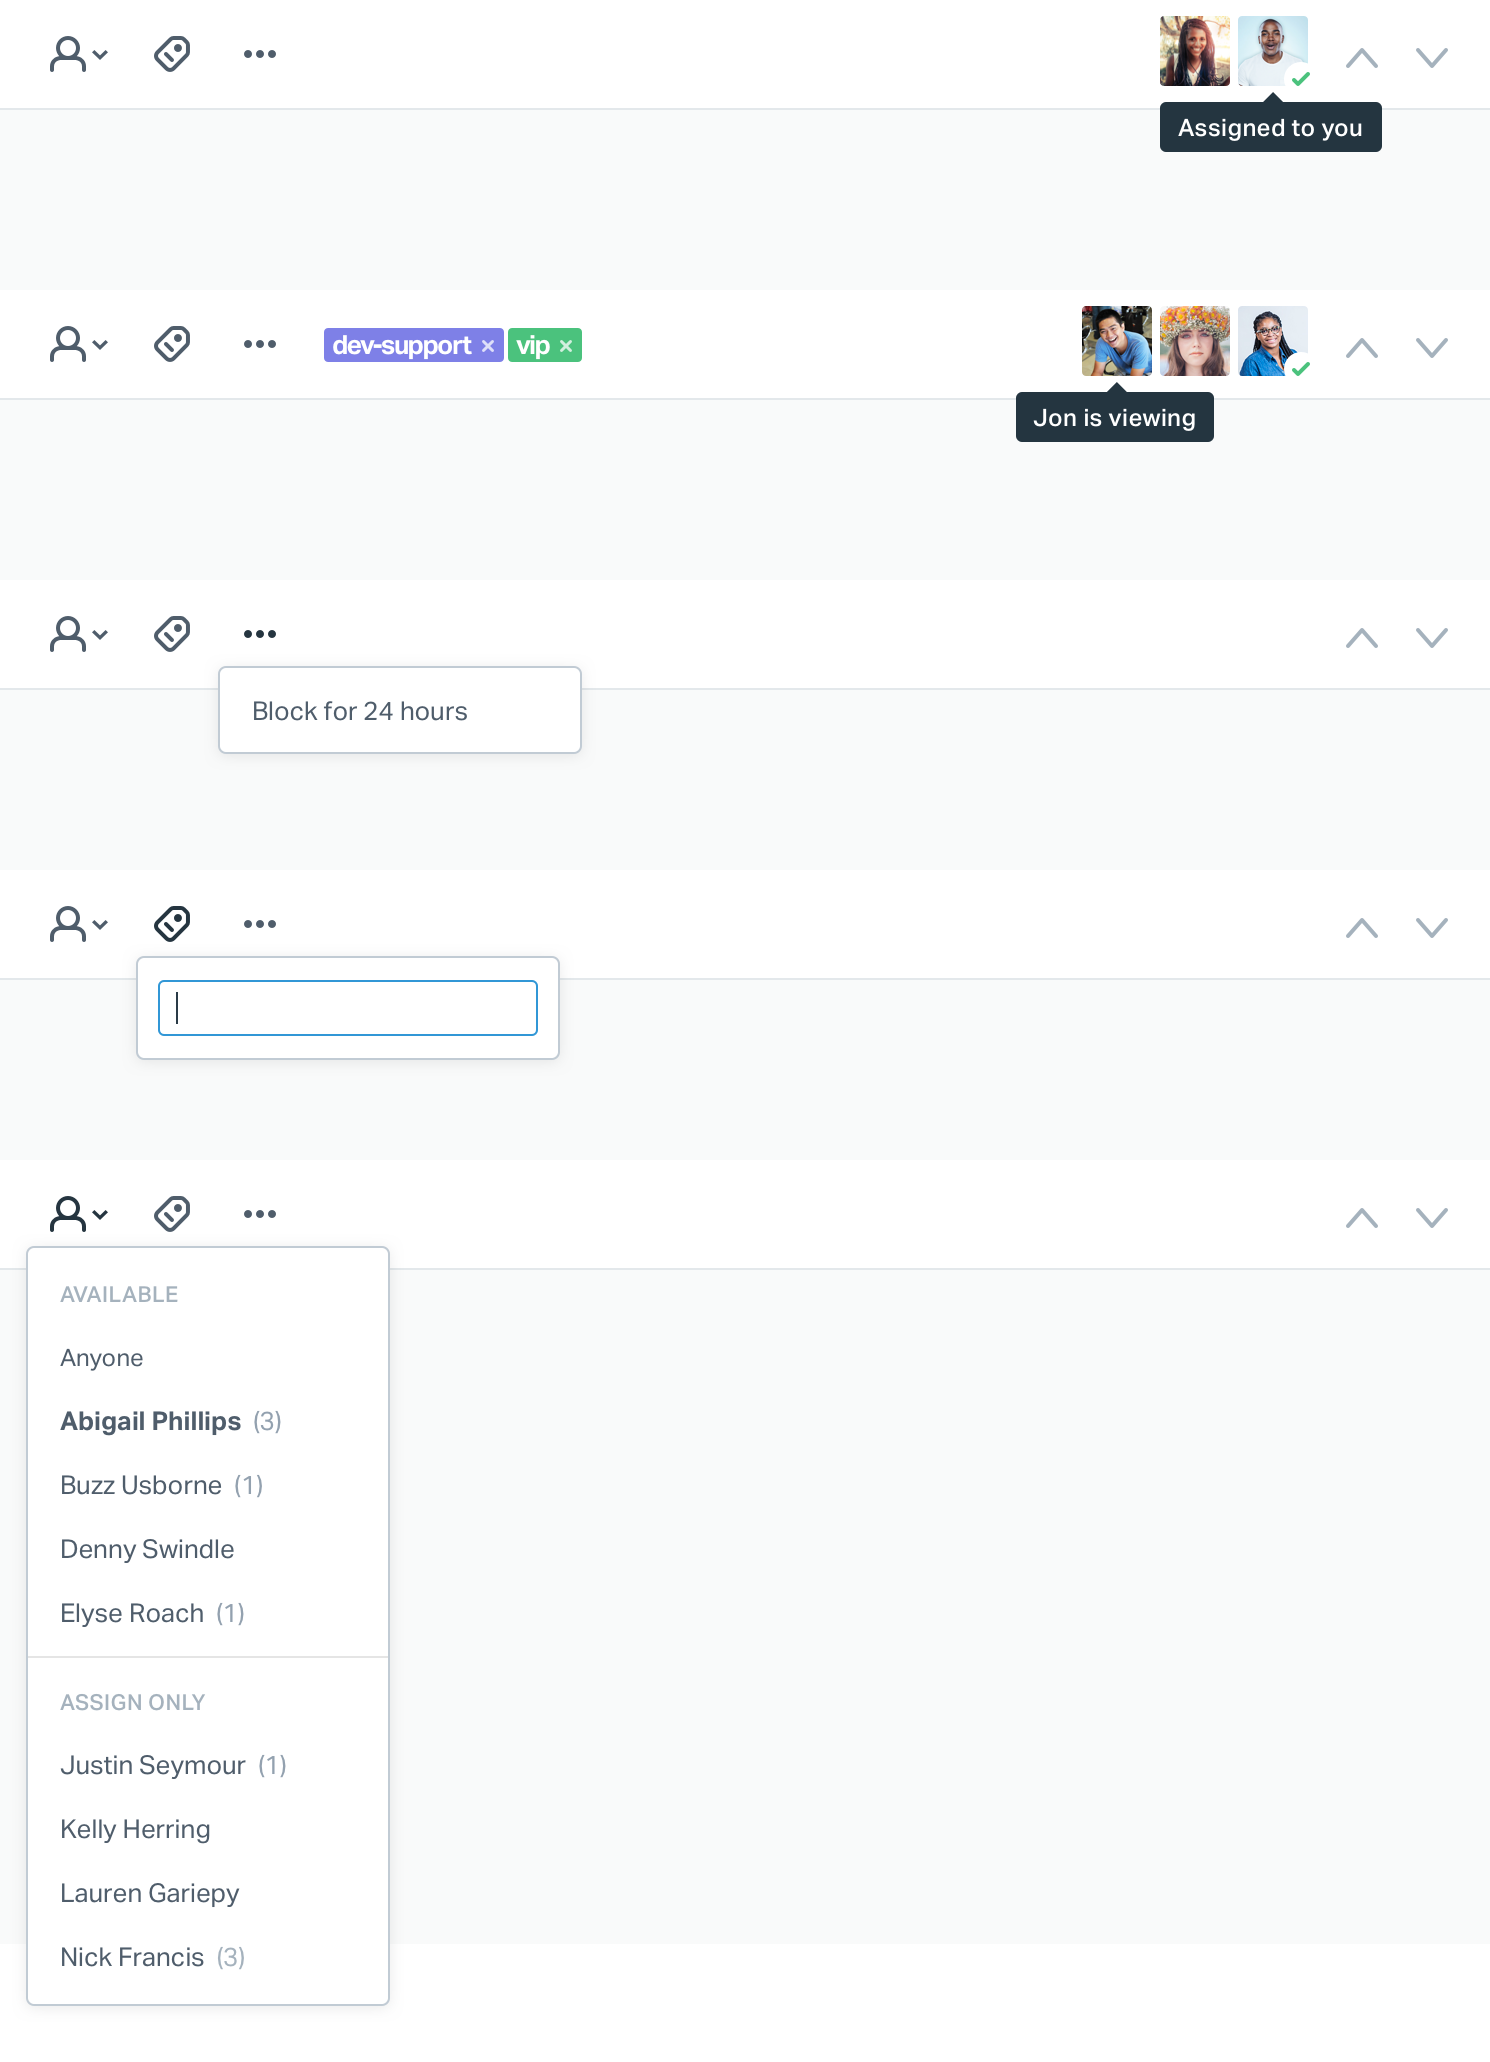 Assigned to you
dev-support × vip ×
Jon is viewing
Block for 24 hours
AVAILABLE
Anyone
Abigail Phillips (3)
Buzz Usborne (1)
Denny Swindle
Elyse Roach (1)
ASSIGN ONLY
Justin Seymour (1)
Kelly Herring
Lauren Gariepy
Nick Francis (3)